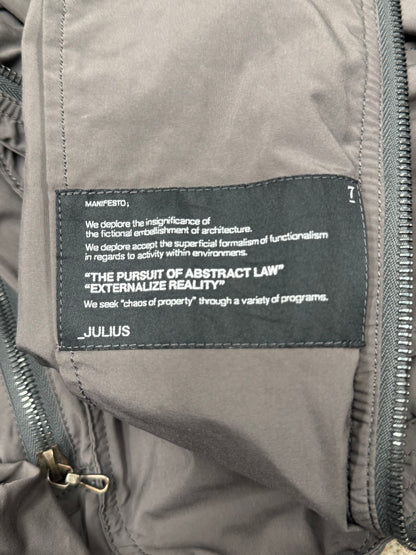 7
MANIFESTO;
We deplore the insignificance of
the fictional embellishment of architecture.
We deplore accept the superficial formalism of functionalism
in regards to activity within environmens.
"THE PURSUIT OF ABSTRACT LAW"
"EXTERNALIZE REALITY"
We seek "chaos of property" through a variety of programs.
_JULIUS